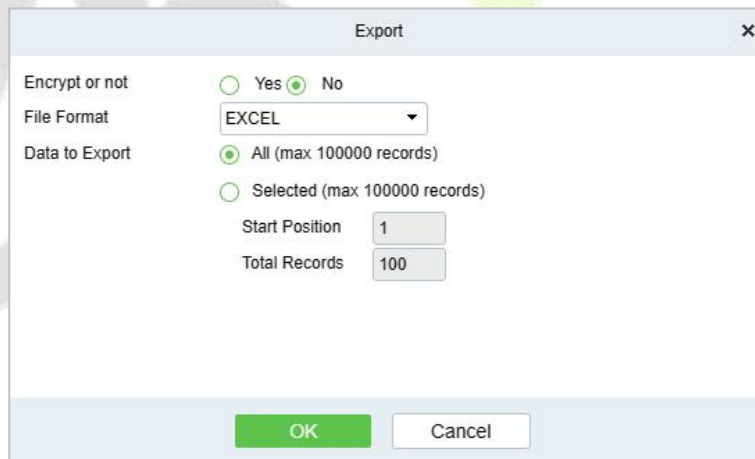 Export
Encrypt or not Yes No
File Format EXCEL
Data to Export All (max 100000 records)
Selected (max 100000 records)
Start Position 1
Total Records 100
OK Cancel